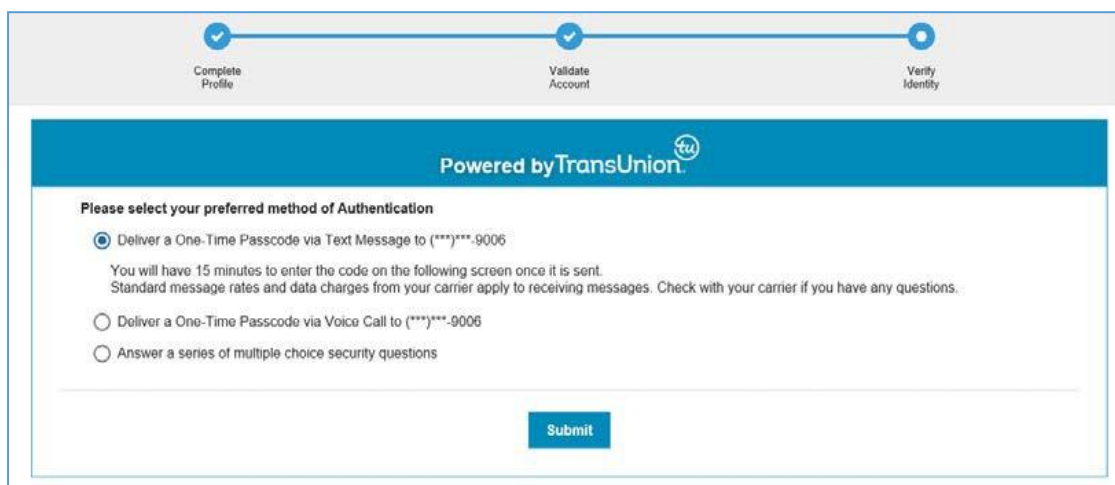 Complete
Profile
Validate
Account
Verify
Identity
Powered by TransUnion.
tu
Please select your preferred method of Authentication
Deliver a One-Time Passcode via Text Message to (***)***-9006
You will have 15 minutes to enter the code on the following screen once it is sent.
Standard message rates and data charges from your carrier apply to receiving messages. Check with your carrier if you have any questions.
Deliver a One-Time Passcode via Voice Call to (***)***-9006
Answer a series of multiple choice security questions
Submit